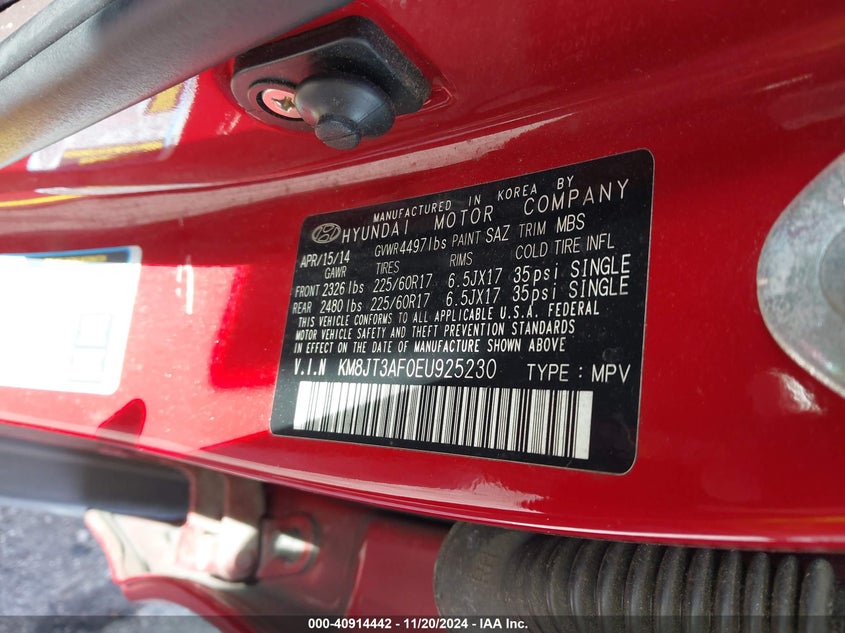 MANUFACTURED IN KOREA BY
HYUNDAI MOTOR COMPANY
APR/15/14 GVWR4497lbs PAINT SAZ TRIM MBS
GAWR TIRES RIMS COLD TIRE INFL
FRONT 2326 lbs 225/60R17 6.5JX17 35psi SINGLE
REAR 2480 lbs 225/60R17 6.5JX17 35psi SINGLE
THIS VEHICLE CONFORMS TO ALL APPLICABLE U.S.A. FEDERAL
MOTOR VEHICLE SAFETY AND THEFT PREVENTION STANDARDS
IN EFFECT ON THE DATE OF MANUFACTURE SHOWN ABOVE
V.I.N KM8JT3AF0EU925230 TYPE : MPV
000-40914442 - 11/20/2024 - IAA Inc.